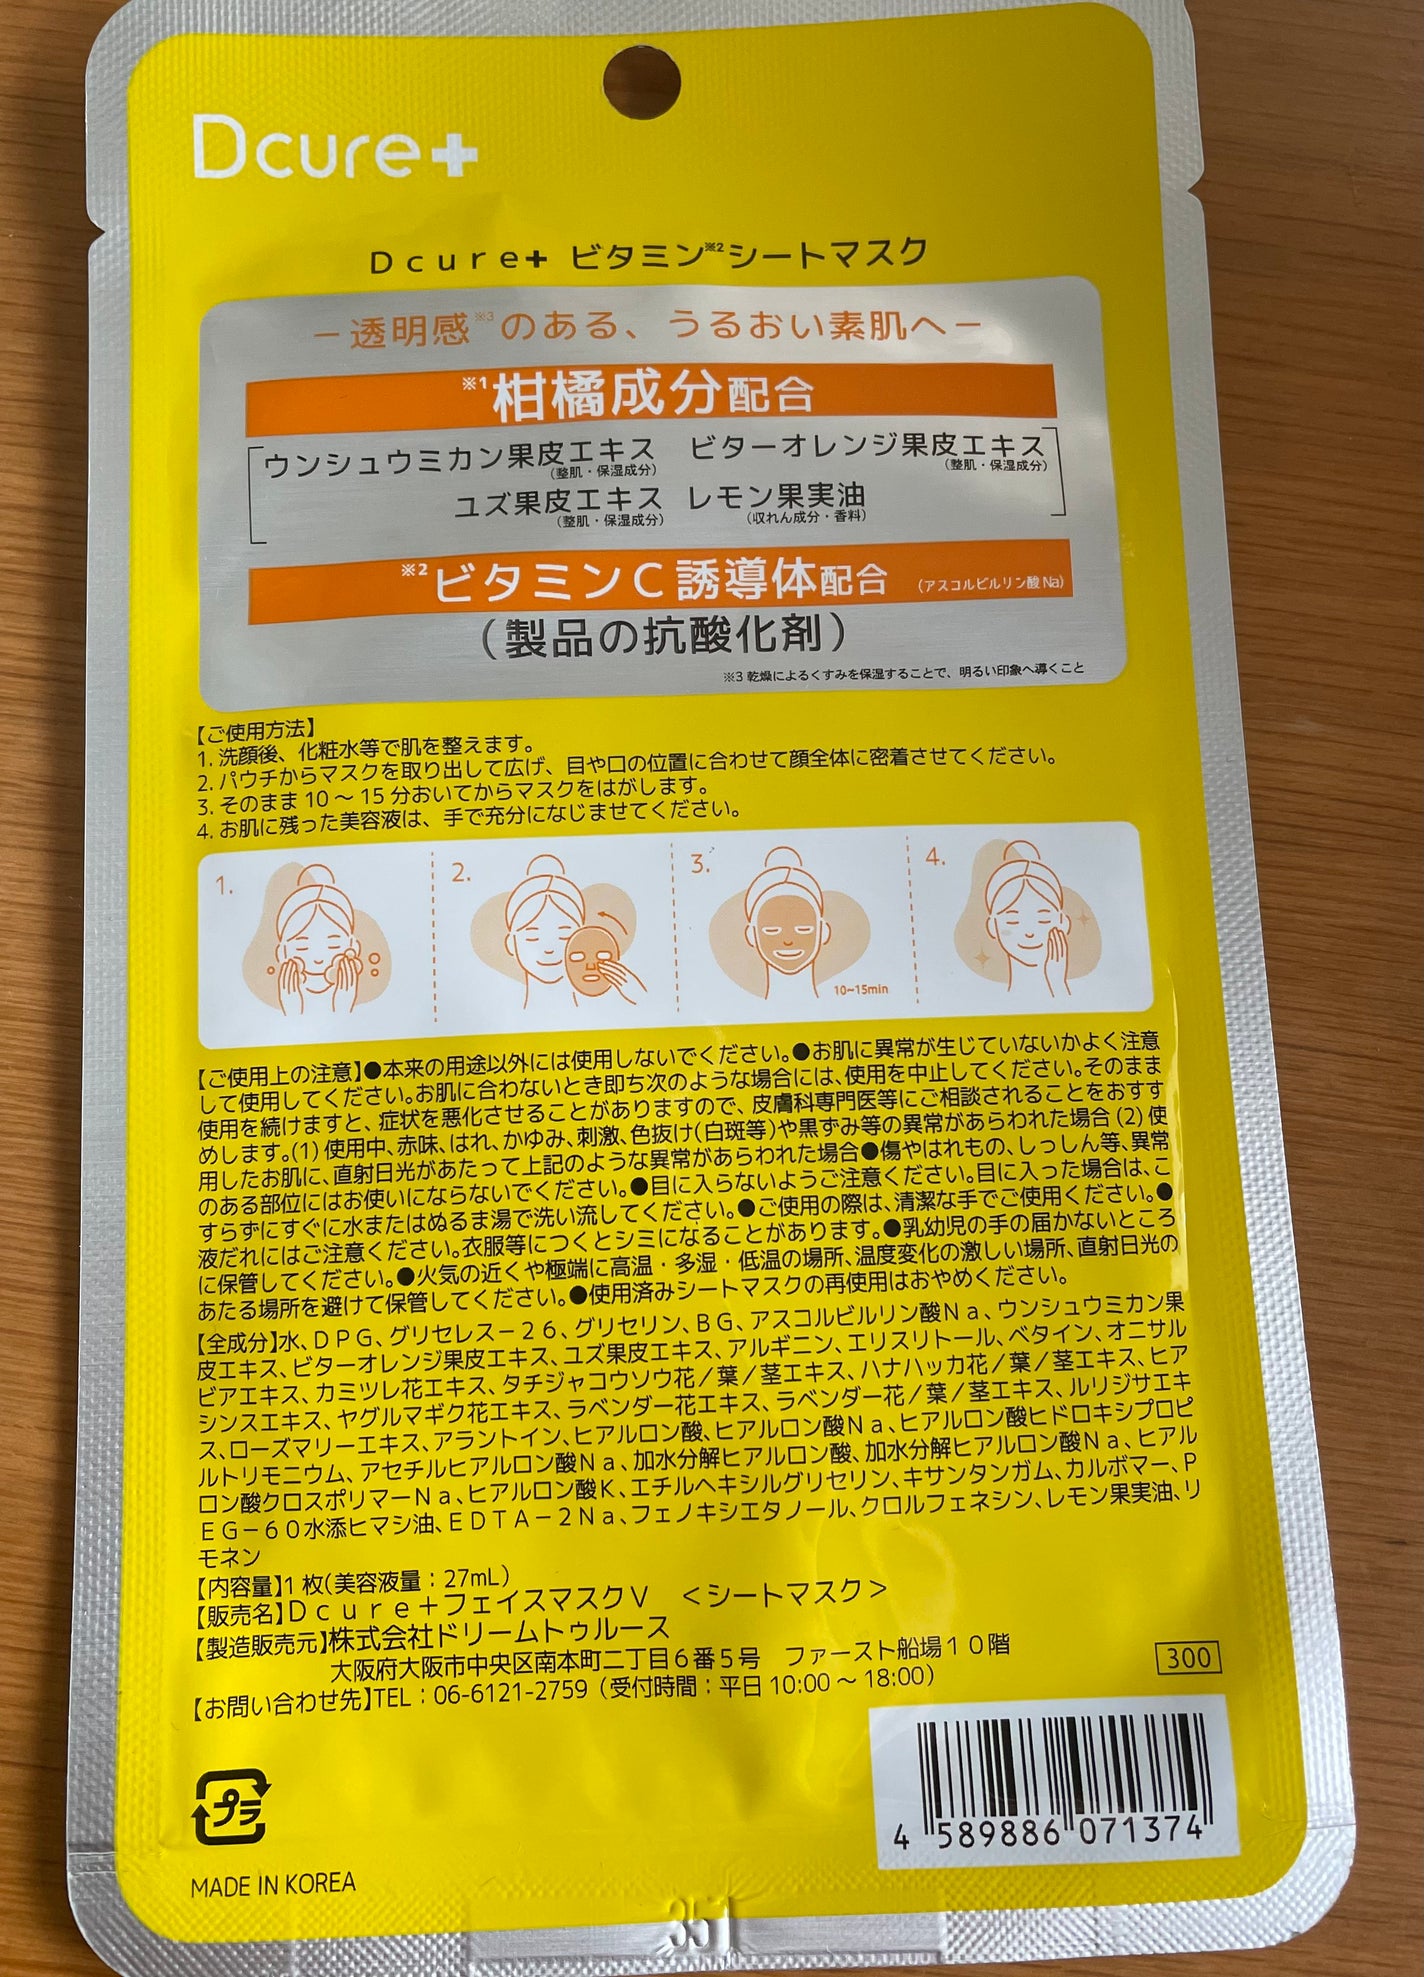 Dcure+
Dcure+ ビタミン※2シートマスク
－透明感※3のある、うるおい素肌へ－
※1柑橘成分配合
ウンシュウミカン果皮エキス ビターオレンジ果皮エキス
(整肌・保湿成分) (整肌・保湿成分)
ユズ果皮エキス レモン果実油
(整肌・保湿成分) (収れん成分・香料)
※2ビタミンC誘導体配合 (アスコルビルリン酸Na)
(製品の抗酸化剤)
※3 乾燥によるくすみを保湿することで、明るい印象へ導くこと
【ご使用方法】
1. 洗顔後、化粧水等で肌を整えます。
2. パウチからマスクを取り出して広げ、目や口の位置に合わせて顔全体に密着させてください。
3. そのまま 10 ～ 15 分おいてからマスクをはがします。
4. お肌に残った美容液は、手で充分になじませてください。
1. 2. 3. 4.
10~15min
【ご使用上の注意】●本来の用途以外には使用しないでください。●お肌に異常が生じていないかよく注意
して使用してください。お肌に合わないとき即ち次のような場合には、使用を中止してください。そのまま
使用を続けますと、症状を悪化させることがありますので、皮膚科専門医等にご相談されることをおすす
めします。(1) 使用中、赤味、はれ、かゆみ、刺激、色抜け(白斑等)や黒ずみ等の異常があらわれた場合 (2) 使
用したお肌に、直射日光があたって上記のような異常があらわれた場合●傷やはれもの、しっしん等、異常
のある部位にはお使いにならないでください。●目に入らないようご注意ください。目に入った場合は、こ
すらずにすぐに水またはぬるま湯で洗い流してください。●ご使用の際は、清潔な手でご使用ください。●
液だれにはご注意ください。衣服等につくとシミになることがあります。●乳幼児の手の届かないところ
に保管してください。●火気の近くや極端に高温・多湿・低温の場所、温度変化の激しい場所、直射日光の
あたる場所を避けて保管してください。●使用済みシートマスクの再使用はおやめください。
【全成分】水、DPG、グリセレス－26、グリセリン、BG、アスコルビルリン酸Na、ウンシュウミカン果
皮エキス、ビターオレンジ果皮エキス、ユズ果皮エキス、アルギニン、エリスリトール、ベタイン、オニサル
ビアエキス、カミツレ花エキス、タチジャコウソウ花/葉/茎エキス、ハナハッカ花/葉/茎エキス、ヒア
シンスエキス、ヤグルマギク花エキス、ラベンダー花エキス、ラベンダー花/葉/茎エキス、ルリジサエキ
ス、ローズマリーエキス、アラントイン、ヒアルロン酸、ヒアルロン酸Na、ヒアルロン酸ヒドロキシプロピ
ルトリモニウム、アセチルヒアルロン酸Na、加水分解ヒアルロン酸、加水分解ヒアルロン酸Na、ヒアル
ロン酸クロスポリマーNa、ヒアルロン酸K、エチルヘキシルグリセリン、キサンタンガム、カルボマー、P
EG－60水添ヒマシ油、EDTA－2Na、フェノキシエタノール、クロルフェネシン、レモン果実油、リ
モネン
【内容量】1 枚(美容液量：27mL)
【販売名】Dcure+フェイスマスクV ＜シートマスク＞
【製造販売元】株式会社ドリームトゥルース
大阪府大阪市中央区南本町二丁目6番5号 ファースト船場10階
【お問い合わせ先】TEL：06-6121-2759 (受付時間：平日 10:00 ～ 18:00)
300
プラ
4 589886 071374
MADE IN KOREA
351